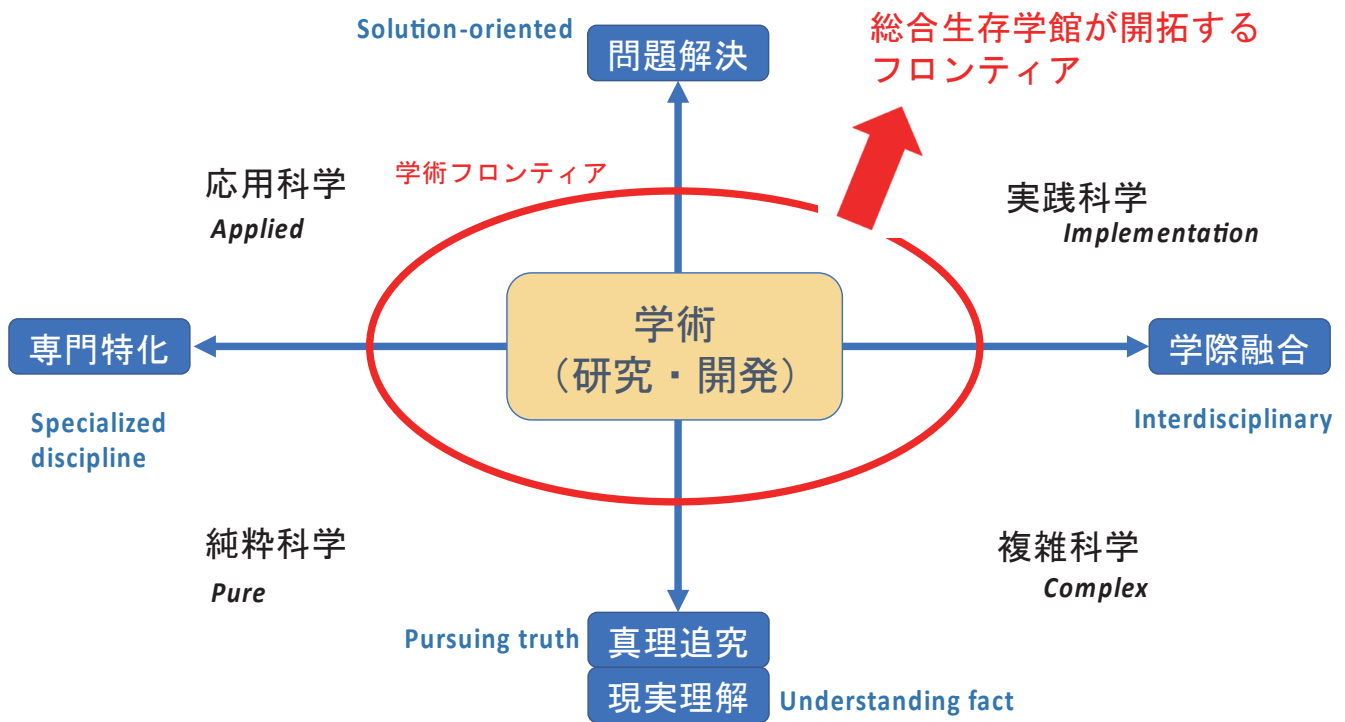 Solution-oriented
問題解決
総合生存学館が開拓する
フロンティア
学術フロンティア
応用科学
Applied
実践科学
Implementation
学術
（研究・開発）
専門特化
学際融合
Specialized
discipline
Interdisciplinary
純粋科学
Pure
複雑科学
Complex
Pursuing truth
真理追究
現実理解
Understanding fact